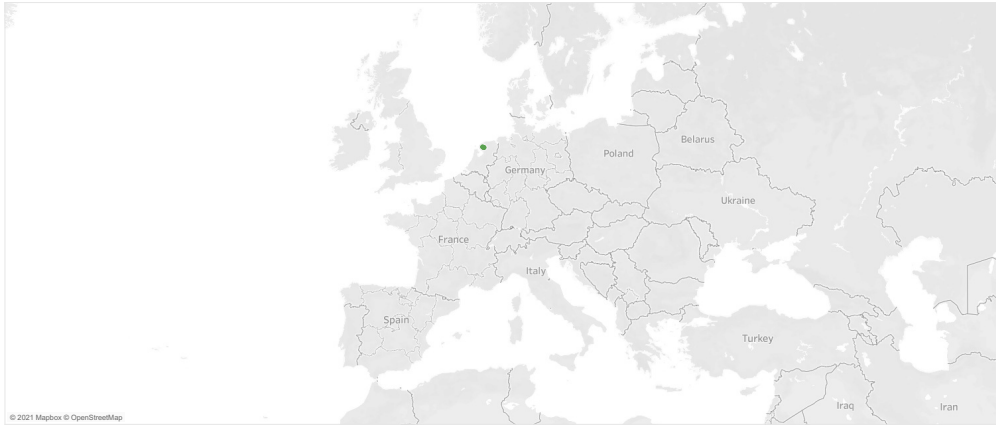 Belarus
Poland
Germany
Ukraine
France
Italy
Spain
Turkey
Iraq
Iran
© 2021 Mapbox © OpenStreetMap